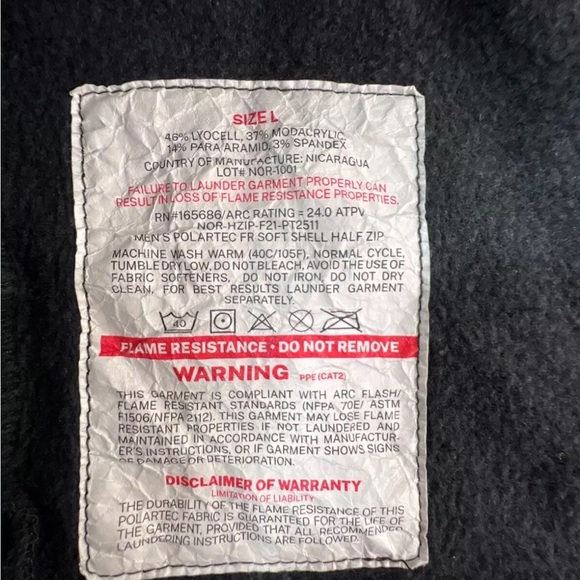 SIZE L
46% LYOCELL, 37% MODACRYLIC,
14% PARA ARAMID, 3% SPANDEX
COUNTRY OF MANUFACTURE: NICARAGUA
LOT# NOR-1001
FAILURE TO LAUNDER GARMENT PROPERLY CAN
RESULT IN LOSS OF FLAME RESISTANCE PROPERTIES.
RN#165686/ARC RATING = 24.0 ATPV
NOR-HZIP-F21-PT2511
MEN'S POLARTEC FR SOFT SHELL HALF ZIP
MACHINE WASH WARM (40C/105F), NORMAL CYCLE,
TUMBLE DRY LOW, DO NOT BLEACH, AVOID THE USE OF
FABRIC SOFTENERS, DO NOT IRON, DO NOT DRY
CLEAN, FOR BEST RESULTS LAUNDER GARMENT
SEPARATELY.
40
FLAME RESISTANCE • DO NOT REMOVE
WARNING PPE (CAT2)
THIS GARMENT IS COMPLIANT WITH ARC FLASH/
FLAME RESISTANT STANDARDS (NFPA 70E/ ASTM
F1506/NFPA 2112). THIS GARMENT MAY LOSE FLAME
RESISTANT PROPERTIES IF NOT LAUNDERED AND
MAINTAINED IN ACCORDANCE WITH MANUFACTUR-
ER'S INSTRUCTIONS, OR IF GARMENT SHOWS SIGNS
OF DAMAGE OR DETERIORATION.
DISCLAIMER OF WARRANTY
LIMITATION OF LIABILITY
THE DURABILITY OF THE FLAME RESISTANCE OF THIS
POLARTEC FABRIC IS GUARANTEED FOR THE LIFE OF
THE GARMENT, PROVIDED THAT ALL RECOMMENDED
LAUNDERING INSTRUCTIONS ARE FOLLOWED.